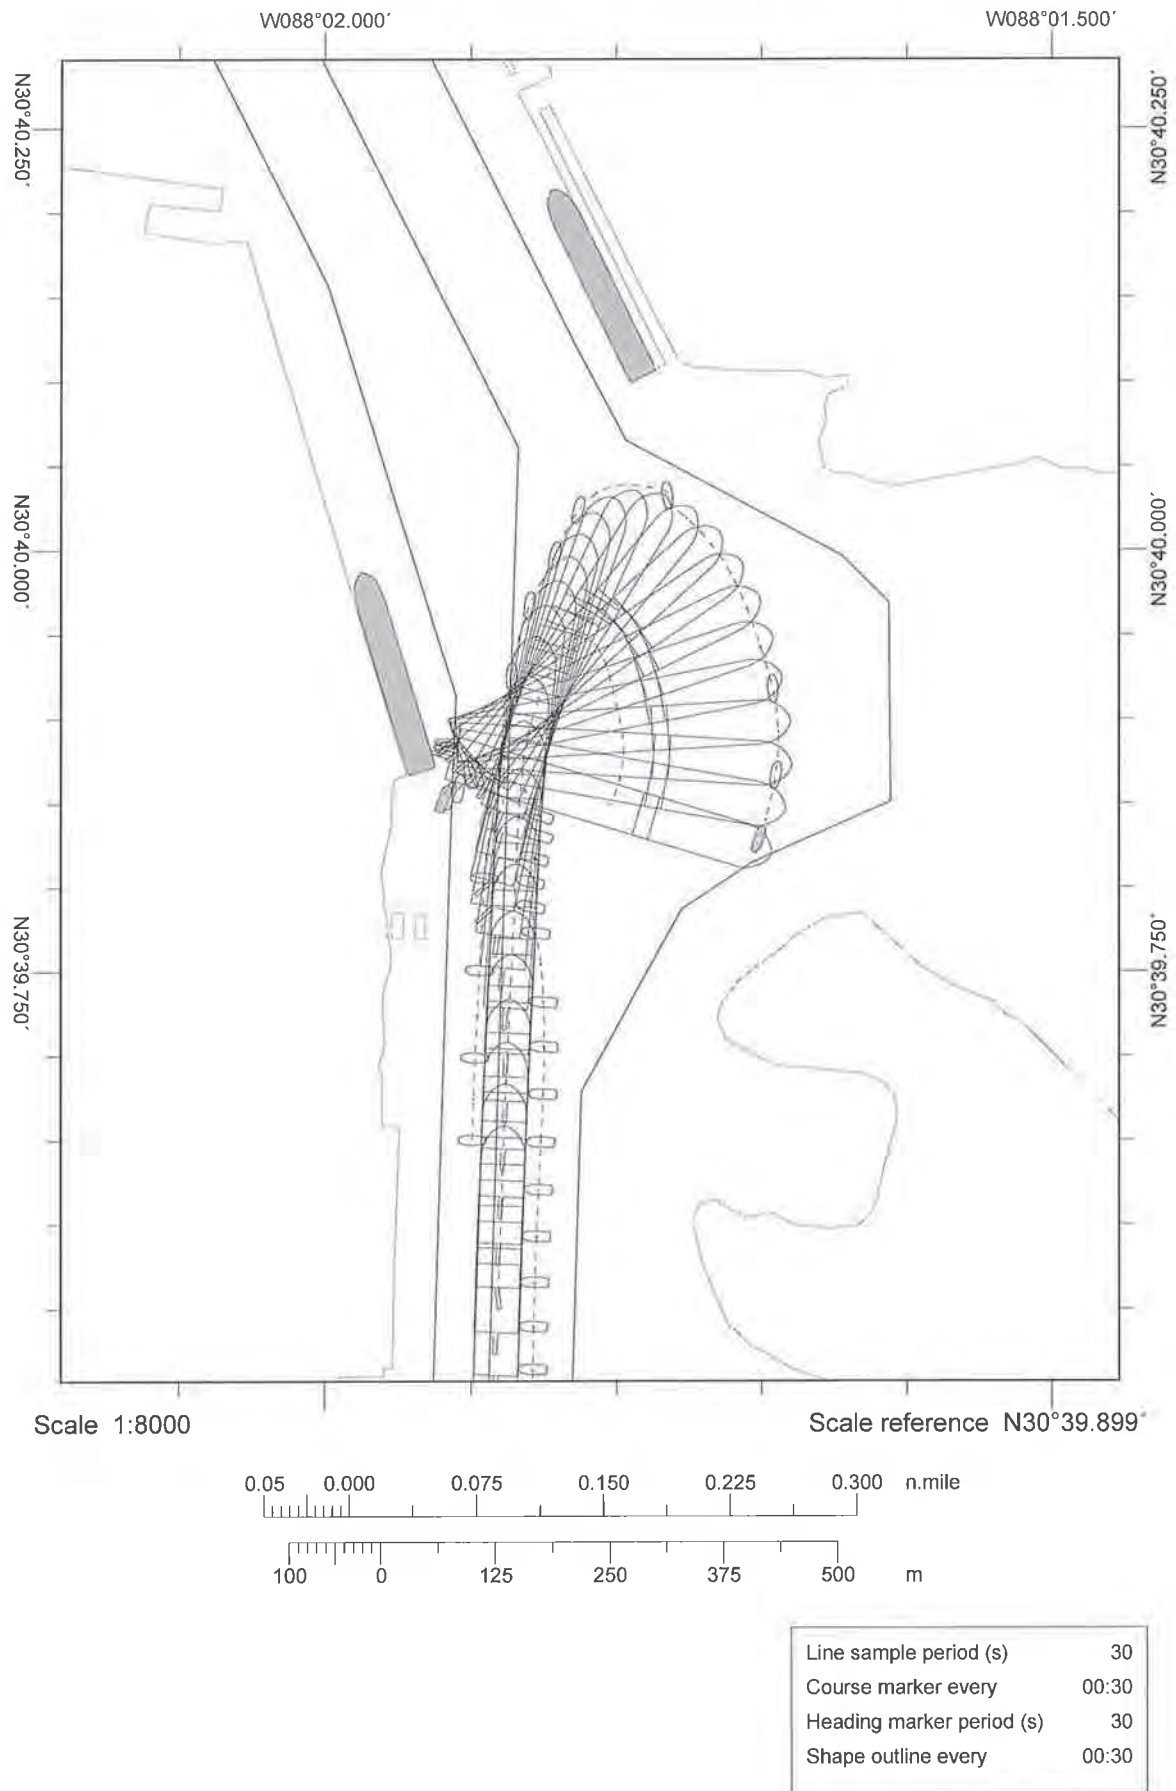 W088°02.000′ W088°01.500′
N30°40.250′ N30°40.250′
N30°40.000′ N30°40.000′
N30°39.750′ N30°39.750′
Scale 1:8000 Scale reference N30°39.899′
0.05 0.000 0.075 0.150 0.225 0.300 n.mile
100 0 125 250 375 500 m
Line sample period (s) 30
Course marker every 00:30
Heading marker period (s) 30
Shape outline every 00:30